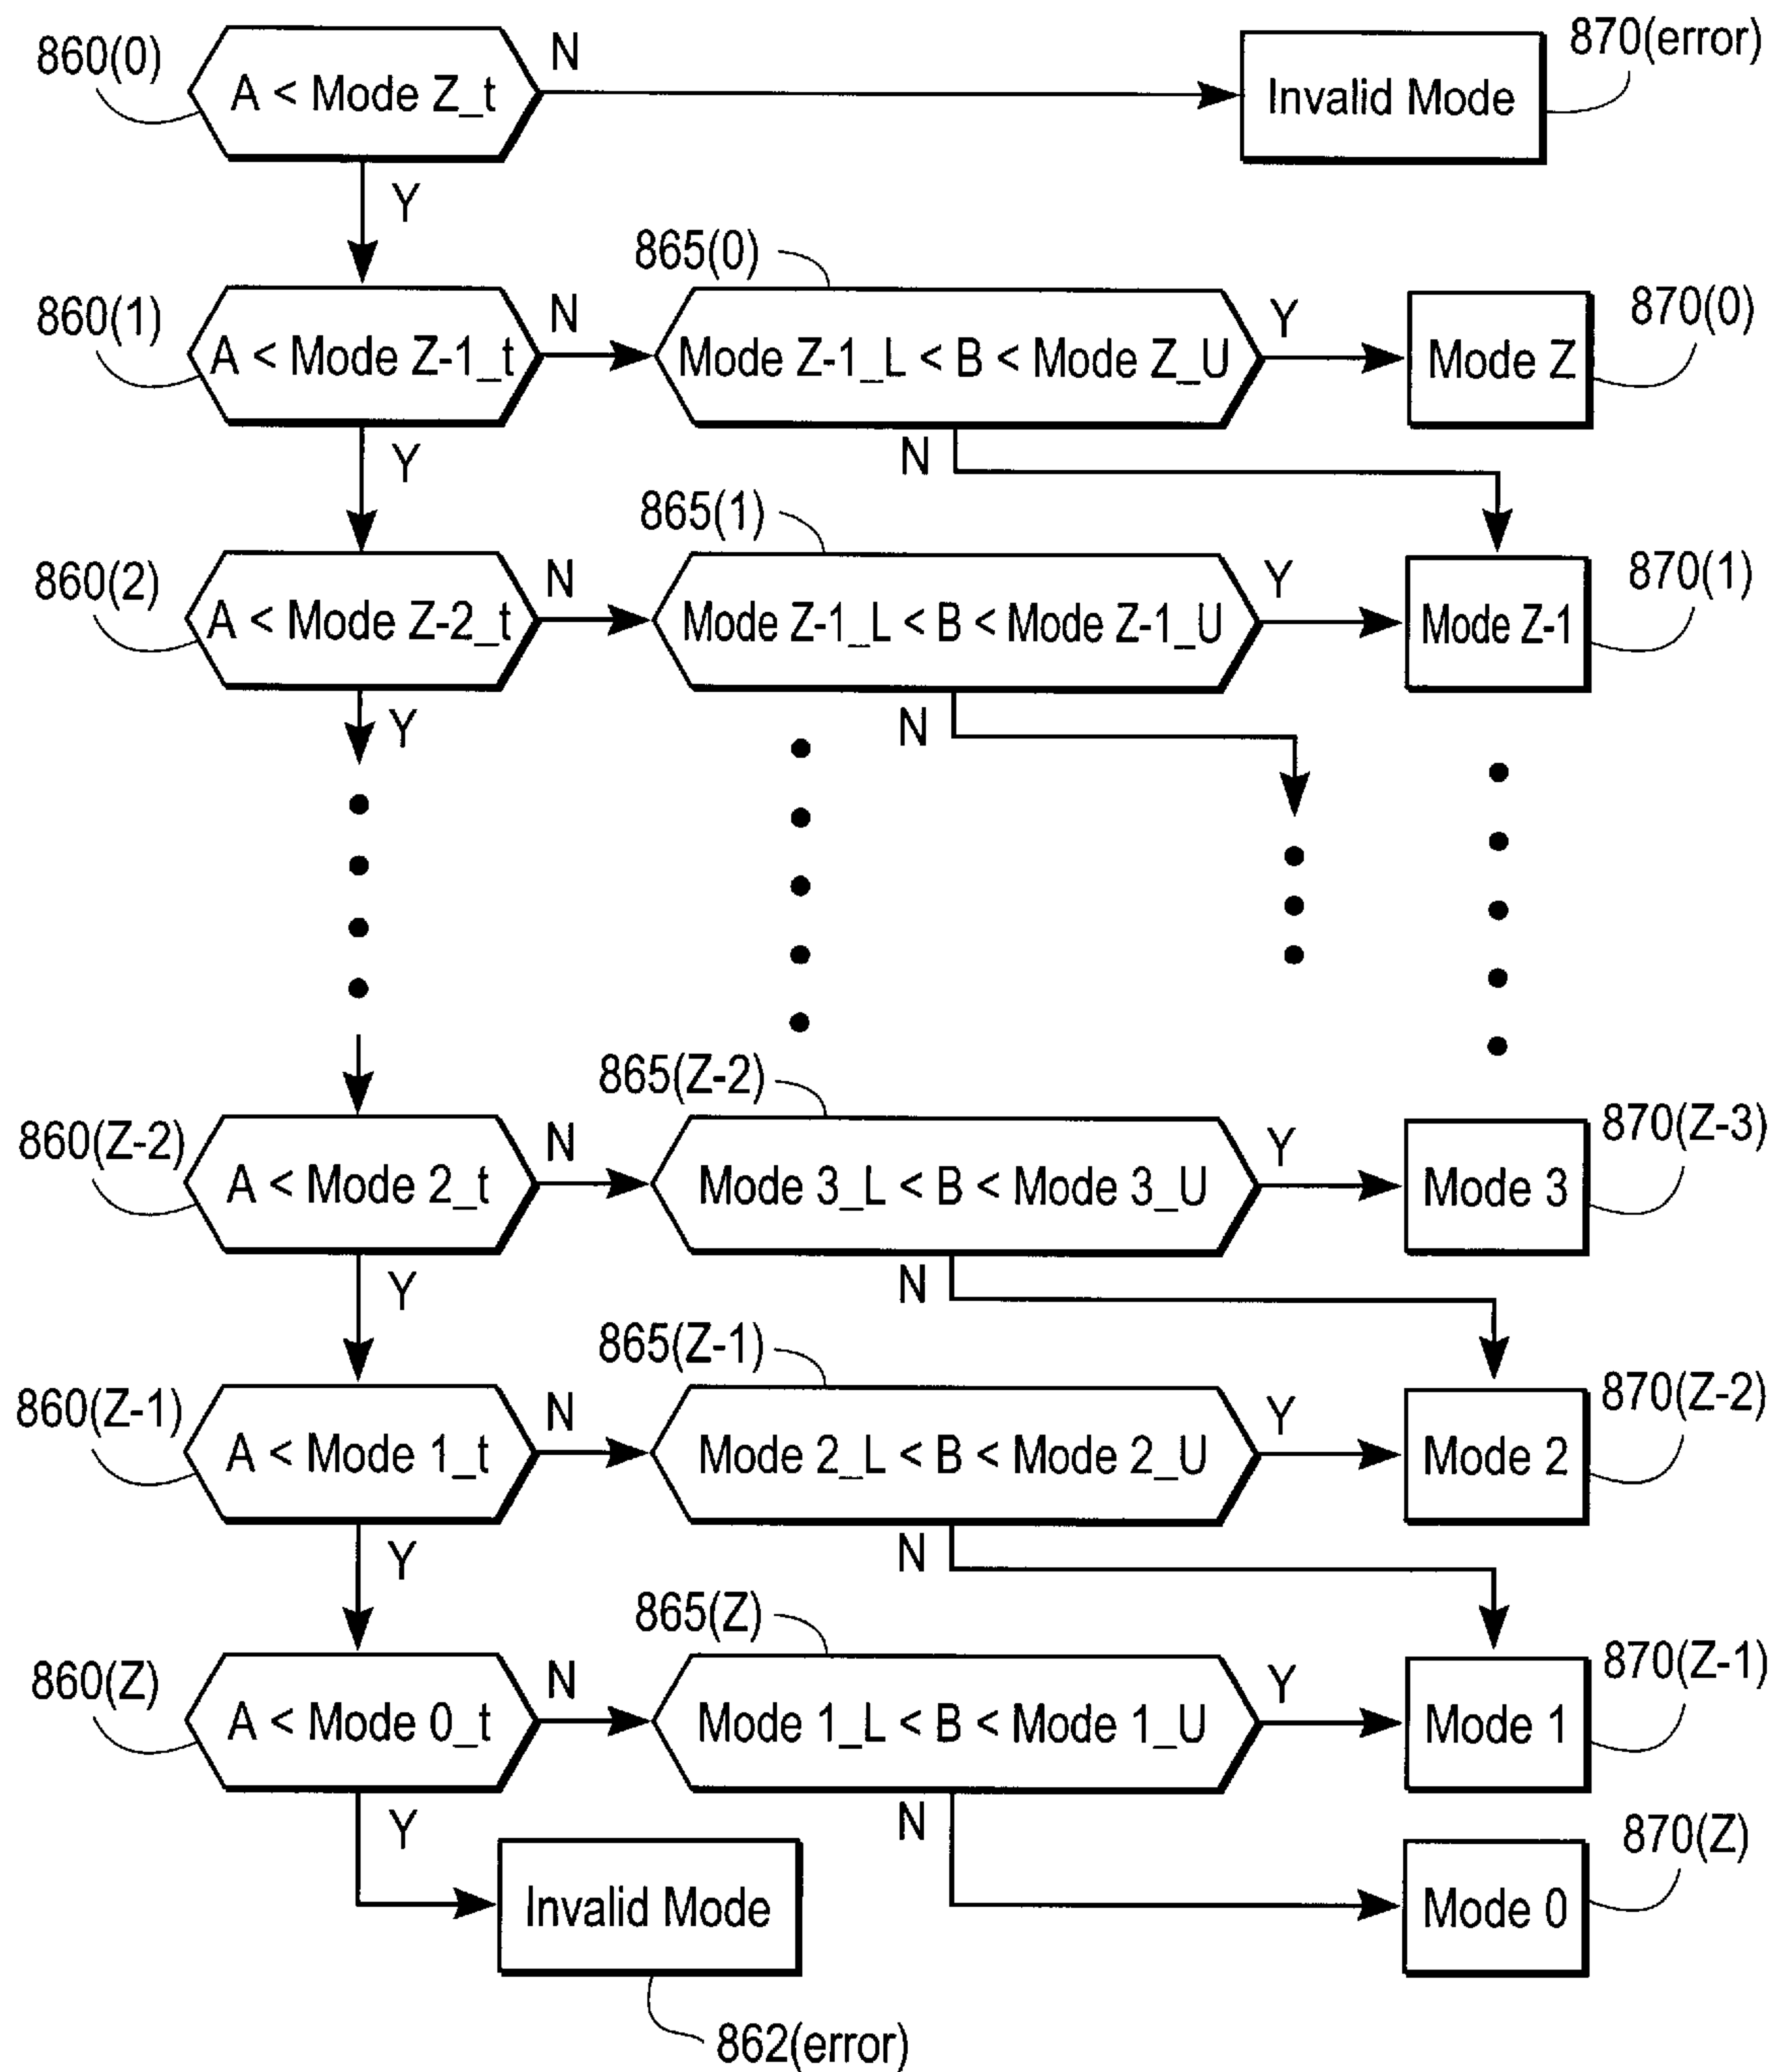 860(0)
A < Mode Z_t
N
Invalid Mode
870(error)
Y
865(0)
860(1)
A < Mode Z-1_t
N
Mode Z-1_L < B < Mode Z_U
Y
Mode Z
870(0)
Y
N
865(1)
860(2)
A < Mode Z-2_t
N
Mode Z-1_L < B < Mode Z-1_U
Y
Mode Z-1
870(1)
Y
N
865(Z-2)
860(Z-2)
A < Mode 2_t
N
Mode 3_L < B < Mode 3_U
Y
Mode 3
870(Z-3)
Y
N
865(Z-1)
860(Z-1)
A < Mode 1_t
N
Mode 2_L < B < Mode 2_U
Y
Mode 2
870(Z-2)
Y
N
865(Z)
860(Z)
A < Mode 0_t
N
Mode 1_L < B < Mode 1_U
Y
Mode 1
870(Z-1)
Y
N
Invalid Mode
Mode 0
870(Z)
862(error)